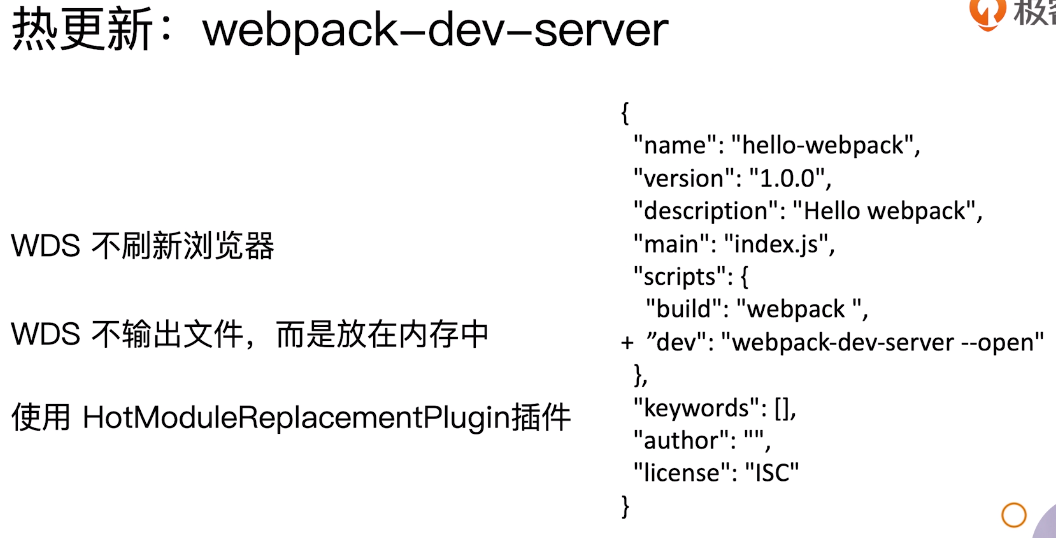 热更新：webpack-dev-server
极客
WDS 不刷新浏览器
WDS 不输出文件，而是放在内存中
使用 HotModuleReplacementPlugin插件
{
"name": "hello-webpack",
"version": "1.0.0",
"description": "Hello webpack",
"main": "index.js",
"scripts": {
"build": "webpack ",
+ ”dev": "webpack-dev-server --open"
},
"keywords": [],
"author": "",
"license": "ISC"
}